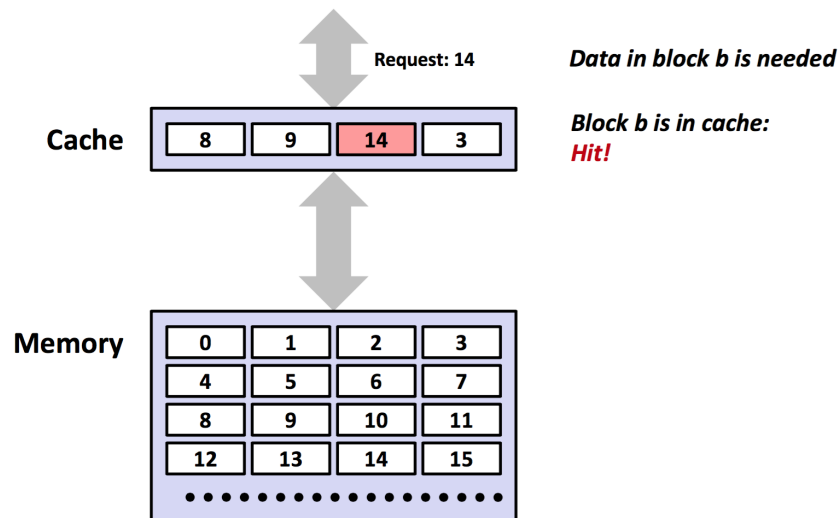 Request: 14
Data in block b is needed
Cache
8 9 14 3
Block b is in cache:
Hit!
Memory
0 1 2 3
4 5 6 7
8 9 10 11
12 13 14 15